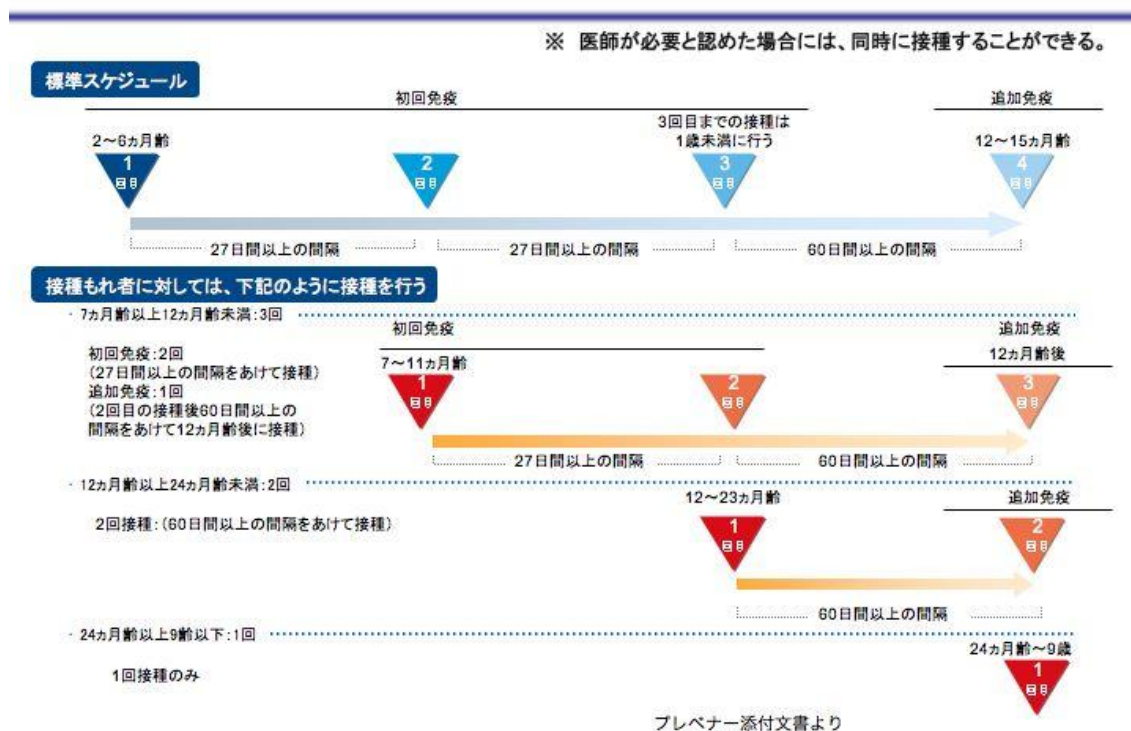 ※ 医師が必要と認めた場合には、同時に接種することができる。
標準スケジュール
初回免疫
追加免疫
2～6ヵ月齢
3回目までの接種は
1歳未満に行う
12～15ヵ月齢
1
回目
2
回目
3
回目
4
回目
27日間以上の間隔
27日間以上の間隔
60日間以上の間隔
接種もれ者に対しては、下記のように接種を行う
・7ヵ月齢以上12ヵ月齢未満：3回
初回免疫
追加免疫
初回免疫：2回
（27日間以上の間隔をあけて接種）
追加免疫：1回
（2回目の接種後60日間以上の
間隔をあけて12ヵ月齢後に接種）
7～11ヵ月齢
12ヵ月齢後
1
回目
2
回目
3
回目
27日間以上の間隔
60日間以上の間隔
・12ヵ月齢以上24ヵ月齢未満：2回
12～23ヵ月齢
追加免疫
2回接種：（60日間以上の間隔をあけて接種）
1
回目
2
回目
60日間以上の間隔
・24ヵ月齢以上9齢以下：1回
24ヵ月齢～9歳
1回接種のみ
1
回目
プレベナー添付文書より